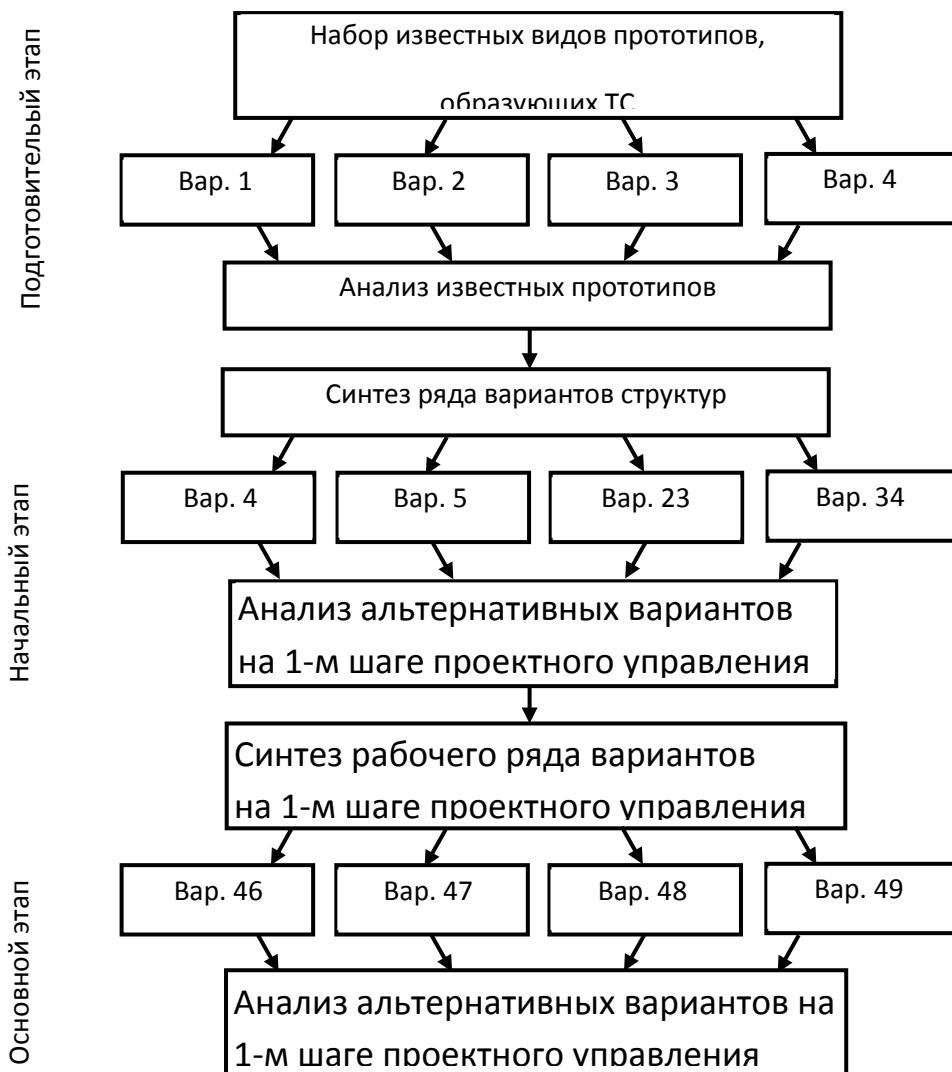 Подготовительый этап
Набор известных видов прототипов,
образующих ТС
Вар. 1
Вар. 2
Вар. 3
Вар. 4
Анализ известных прототипов
Начальный этап
Синтез ряда вариантов структур
Вар. 4
Вар. 5
Вар. 23
Вар. 34
Анализ альтернативных вариантов
на 1-м шаге проектного управления
Основной этап
Синтез рабочего ряда вариантов
на 1-м шаге проектного управления
Вар. 46
Вар. 47
Вар. 48
Вар. 49
Анализ альтернативных вариантов на
1-м шаге проектного управления